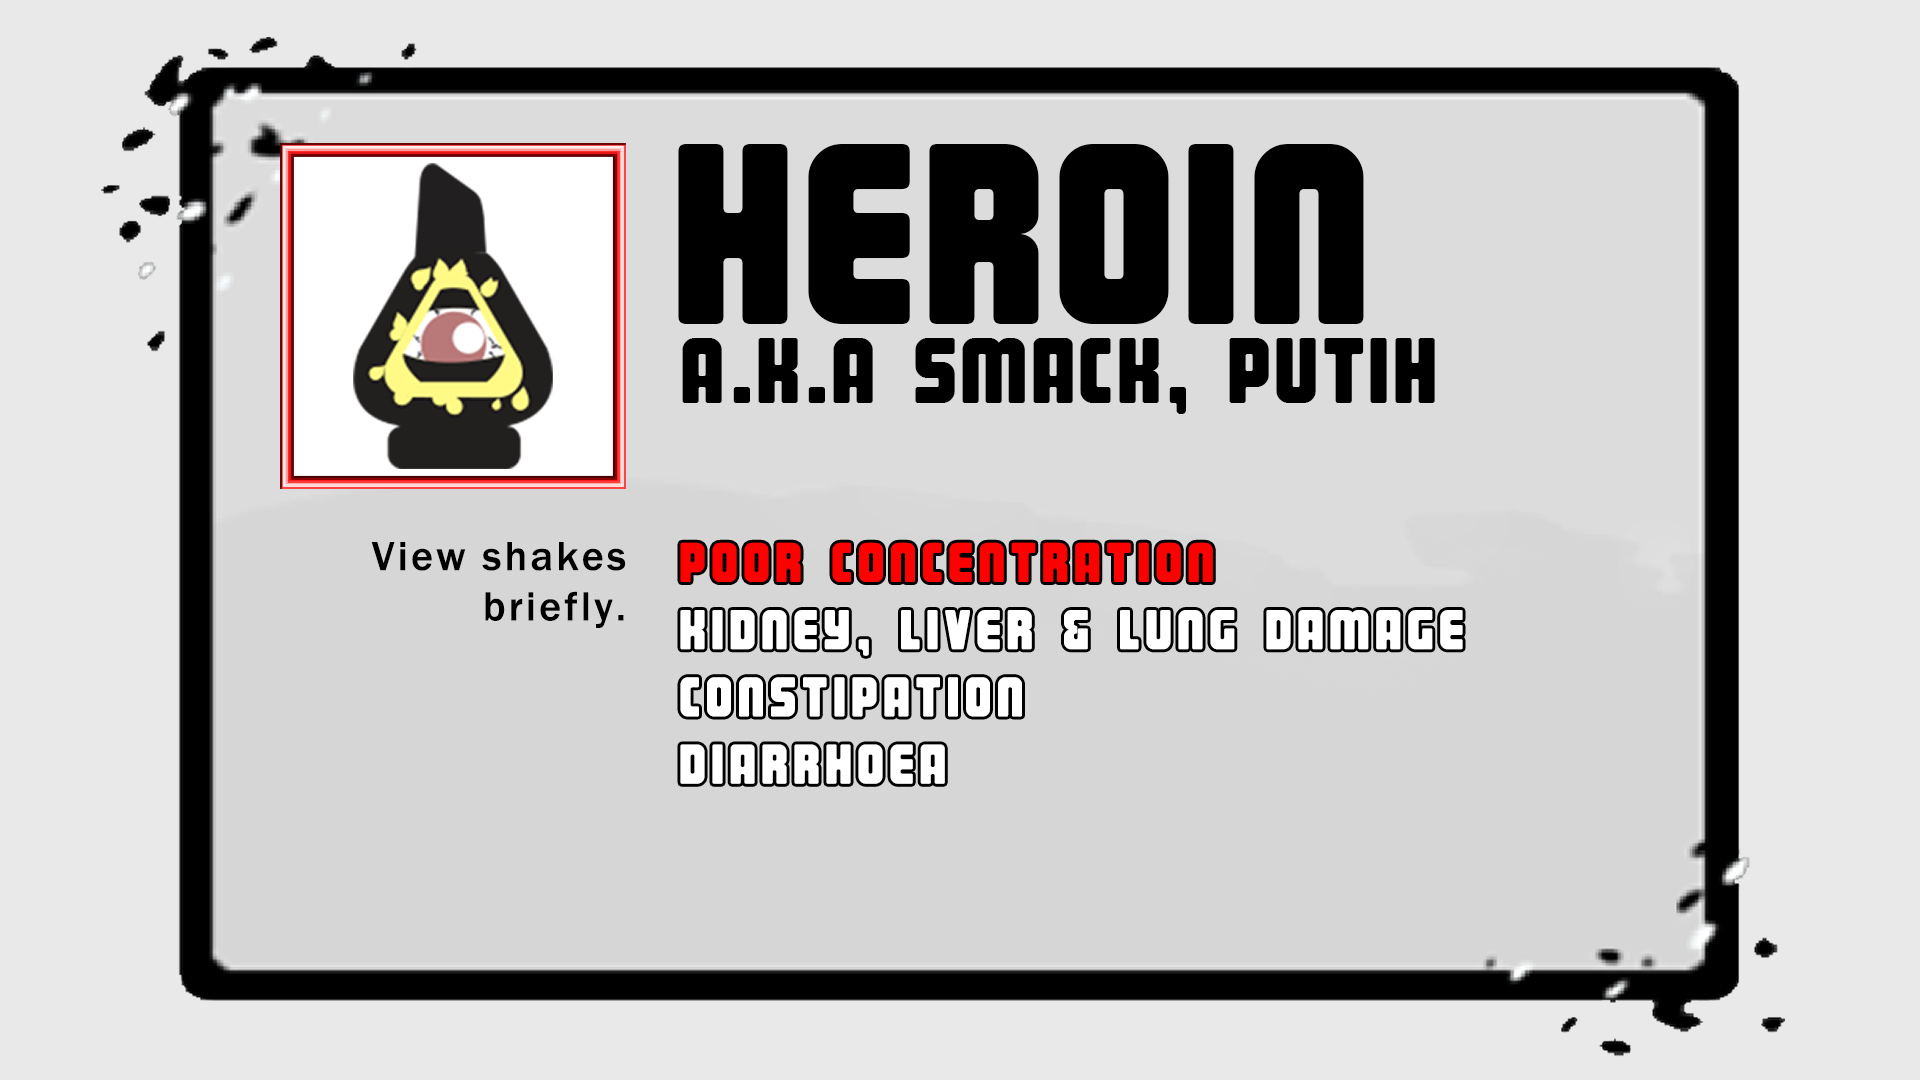 HEROIN
A.K.A SMACK, PUTIH
View shakes
briefly.
POOR CONCENTRATION
KIDNEY, LIVER & LUNG DAMAGE
CONSTIPATION
DIARRHOEA